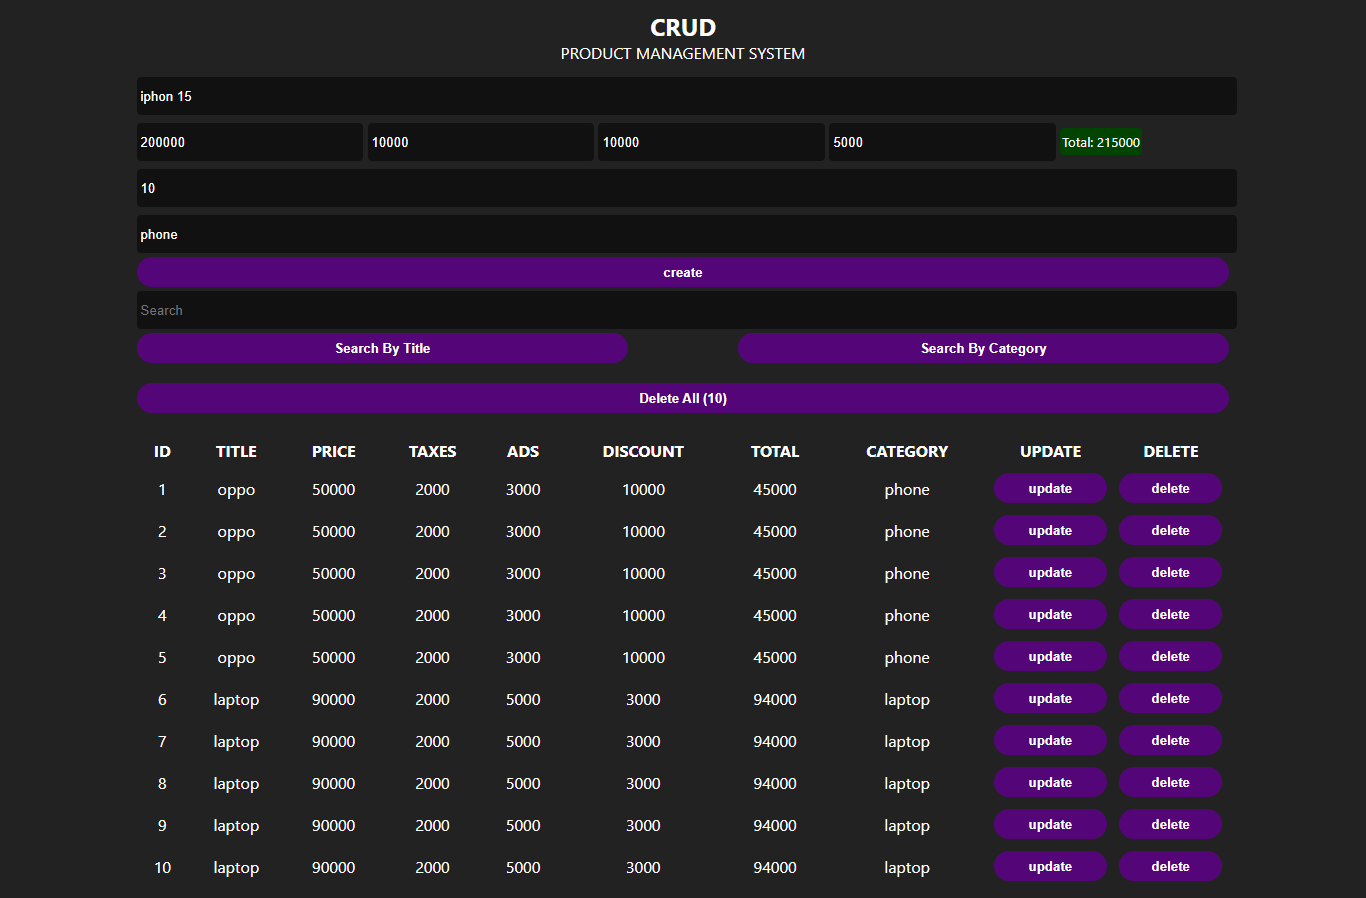 CRUD
PRODUCT MANAGEMENT SYSTEM
iphon 15
200000 10000 10000 5000 Total: 215000
10
phone
create
Search
Search By Title Search By Category
Delete All (10)
ID TITLE PRICE TAXES ADS DISCOUNT TOTAL CATEGORY UPDATE DELETE
1 oppo 50000 2000 3000 10000 45000 phone update delete
2 oppo 50000 2000 3000 10000 45000 phone update delete
3 oppo 50000 2000 3000 10000 45000 phone update delete
4 oppo 50000 2000 3000 10000 45000 phone update delete
5 oppo 50000 2000 3000 10000 45000 phone update delete
6 laptop 90000 2000 5000 3000 94000 laptop update delete
7 laptop 90000 2000 5000 3000 94000 laptop update delete
8 laptop 90000 2000 5000 3000 94000 laptop update delete
9 laptop 90000 2000 5000 3000 94000 laptop update delete
10 laptop 90000 2000 5000 3000 94000 laptop update delete